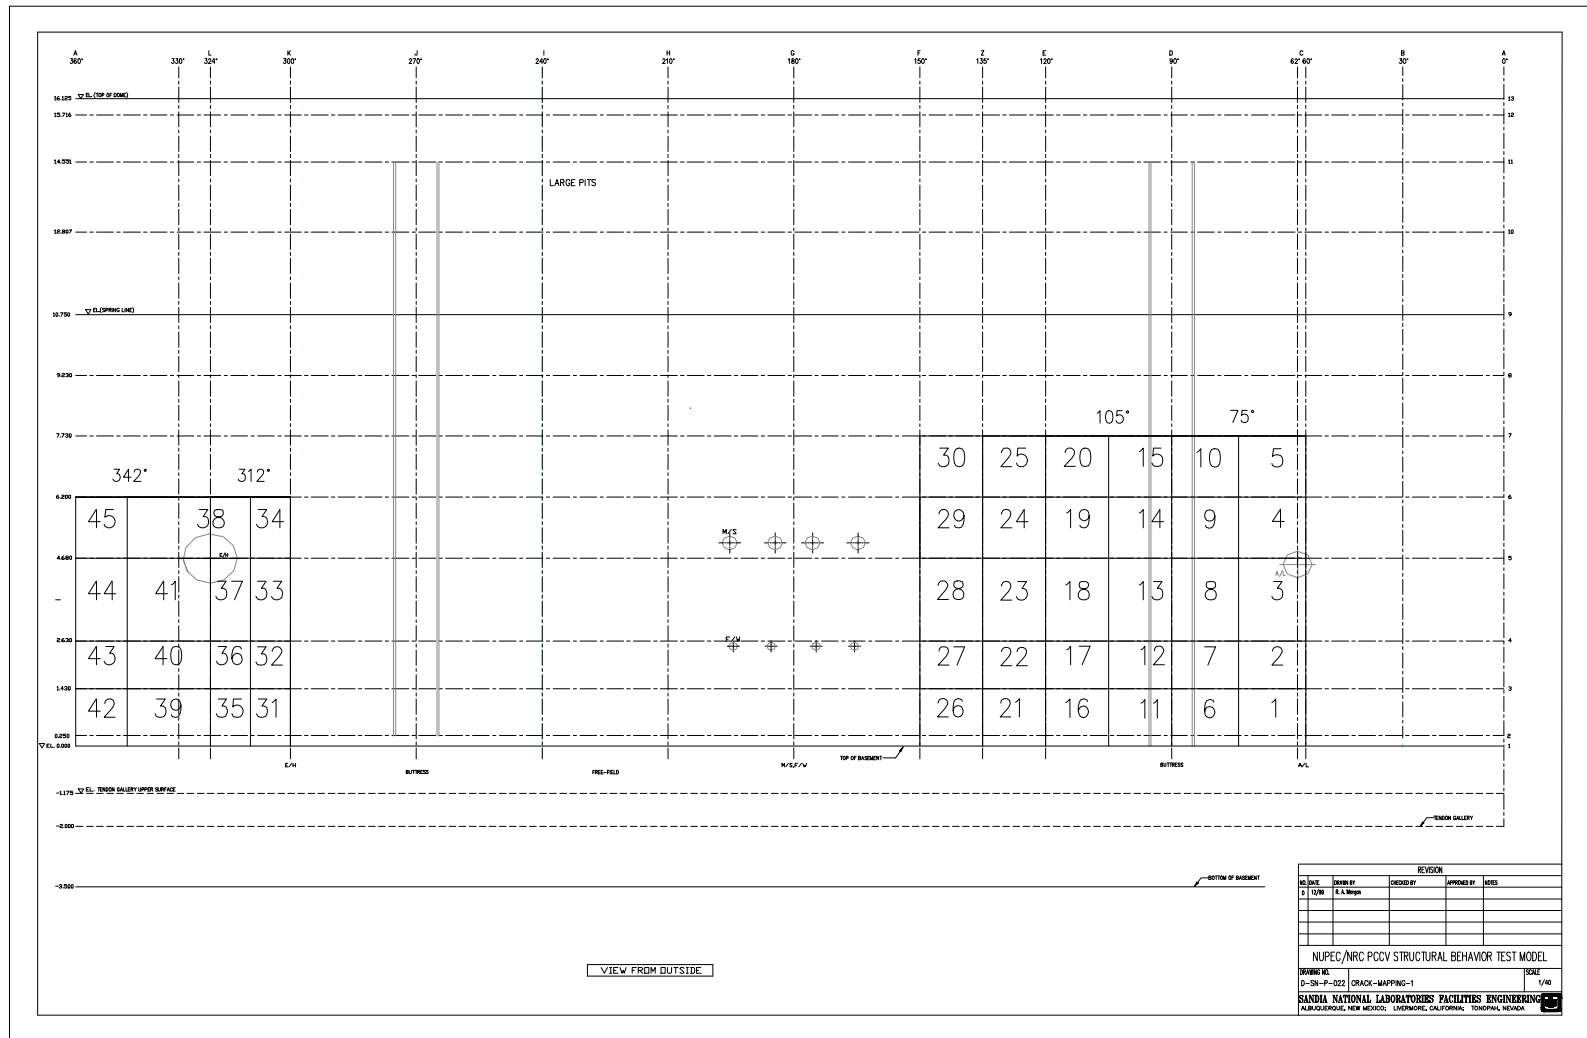 A L K J I H G F Z E D C B A
360° 330° 324° 300° 270° 240° 210° 180° 150° 135° 120° 90° 62° 60° 30° 0°
16.125 EL. (TOP OF DOME) 13
15.716 12
14.551 11
LARGE PITS
12.807 10
10.750 EL.(SPRING LINE) 9
9.230 8
105° 75°
7.730 7
30 25 20 15 10 5
342° 312°
6.200 6
45 38 34 29 24 19 14 9 4
M/S
4.680 E/H 5
A/L
44 41 37 33 28 23 18 13 8 3
2.630 F/W 4
43 40 36 32 27 22 17 12 7 2
1.430 3
42 39 35 31 26 21 16 11 6 1
0.250 2
EL. 0.000 1
TOP OF BASEMENT
E/H M/S,F/W BUTTRESS A/L
BUTTRESS FREE-FIELD
-1.175 EL. TENDON GALLERY UPPER SURFACE
-2.000 TENDON GALLERY
-3.500 BOTTOM OF BASEMENT
VIEW FROM OUTSIDE
REVISION
NO. DATE DRAWN BY CHECKED BY APPROVED BY NOTES
0 12/99 R. A. Morgan
NUPEC/NRC PCCV STRUCTURAL BEHAVIOR TEST MODEL
DRAWING NO. SCALE
D-SN-P-022 CRACK-MAPPING-1 1/40
SANDIA NATIONAL LABORATORIES FACILITIES ENGINEERING
ALBUQUERQUE, NEW MEXICO; LIVERMORE, CALIFORNIA; TONOPAH, NEVADA